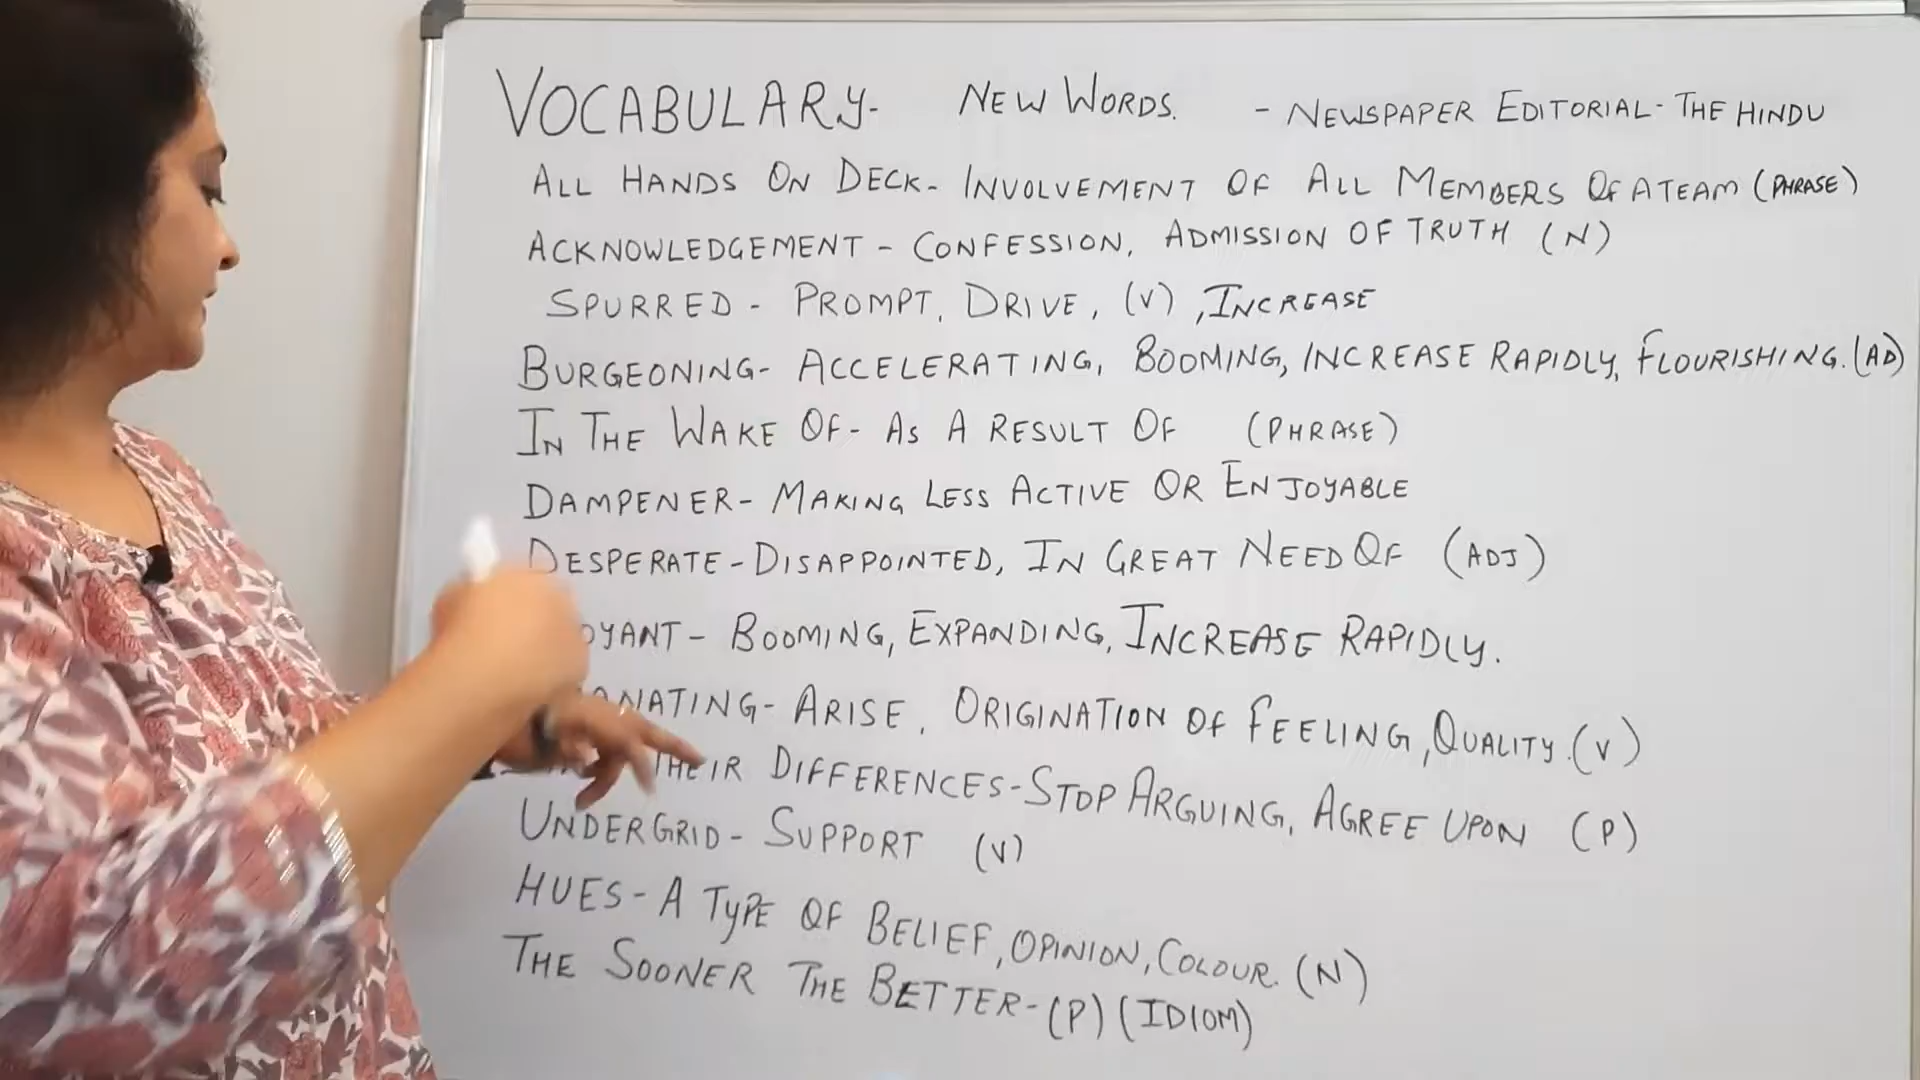 VOCABULARY- NEW WORDS. - NEWSPAPER EDITORIAL- THE HINDU
ALL HANDS ON DECK- INVOLVEMENT OF ALL MEMBERS OF A TEAM (PHRASE)
ACKNOWLEDGEMENT - CONFESSION, ADMISSION OF TRUTH (N)
SPURRED - PROMPT, DRIVE, (V) ,INCREASE
BURGEONING- ACCELERATING, BOOMING, INCREASE RAPIDLY, FLOURISHING. (AD)
IN THE WAKE OF- AS A RESULT OF (PHRASE)
DAMPENER- MAKING LESS ACTIVE OR ENJOYABLE
DESPERATE- DISAPPOINTED, IN GREAT NEED OF (ADJ)
OYANT- BOOMING, EXPANDING, INCREASE RAPIDLY.
NATING- ARISE, ORIGINATION OF FEELING, QUALITY. (V)
THEIR DIFFERENCES- STOP ARGUING, AGREE UPON (P)
UNDERGRID- SUPPORT (V)
HUES- A TYPE OF BELIEF, OPINION, COLOUR. (N)
THE SOONER THE BETTER- (P) (IDIOM)